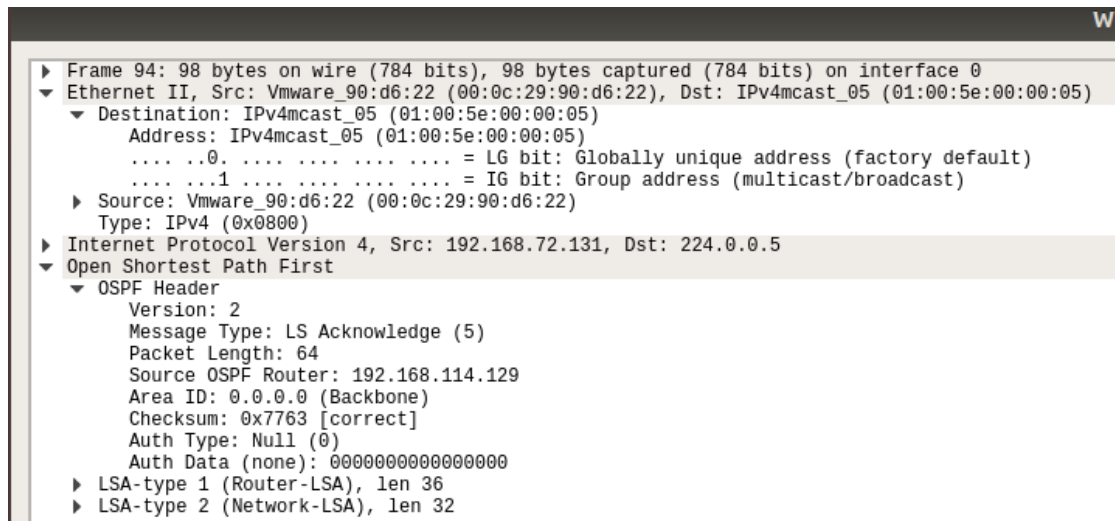 W
Frame 94: 98 bytes on wire (784 bits), 98 bytes captured (784 bits) on interface 0
Ethernet II, Src: Vmware_90:d6:22 (00:0c:29:90:d6:22), Dst: IPv4mcast_05 (01:00:5e:00:00:05)
Destination: IPv4mcast_05 (01:00:5e:00:00:05)
Address: IPv4mcast_05 (01:00:5e:00:00:05)
.... ..0. .... .... .... .... = LG bit: Globally unique address (factory default)
.... ...1 .... .... .... .... = IG bit: Group address (multicast/broadcast)
Source: Vmware_90:d6:22 (00:0c:29:90:d6:22)
Type: IPv4 (0x0800)
Internet Protocol Version 4, Src: 192.168.72.131, Dst: 224.0.0.5
Open Shortest Path First
OSPF Header
Version: 2
Message Type: LS Acknowledge (5)
Packet Length: 64
Source OSPF Router: 192.168.114.129
Area ID: 0.0.0.0 (Backbone)
Checksum: 0x7763 [correct]
Auth Type: Null (0)
Auth Data (none): 0000000000000000
LSA-type 1 (Router-LSA), len 36
LSA-type 2 (Network-LSA), len 32